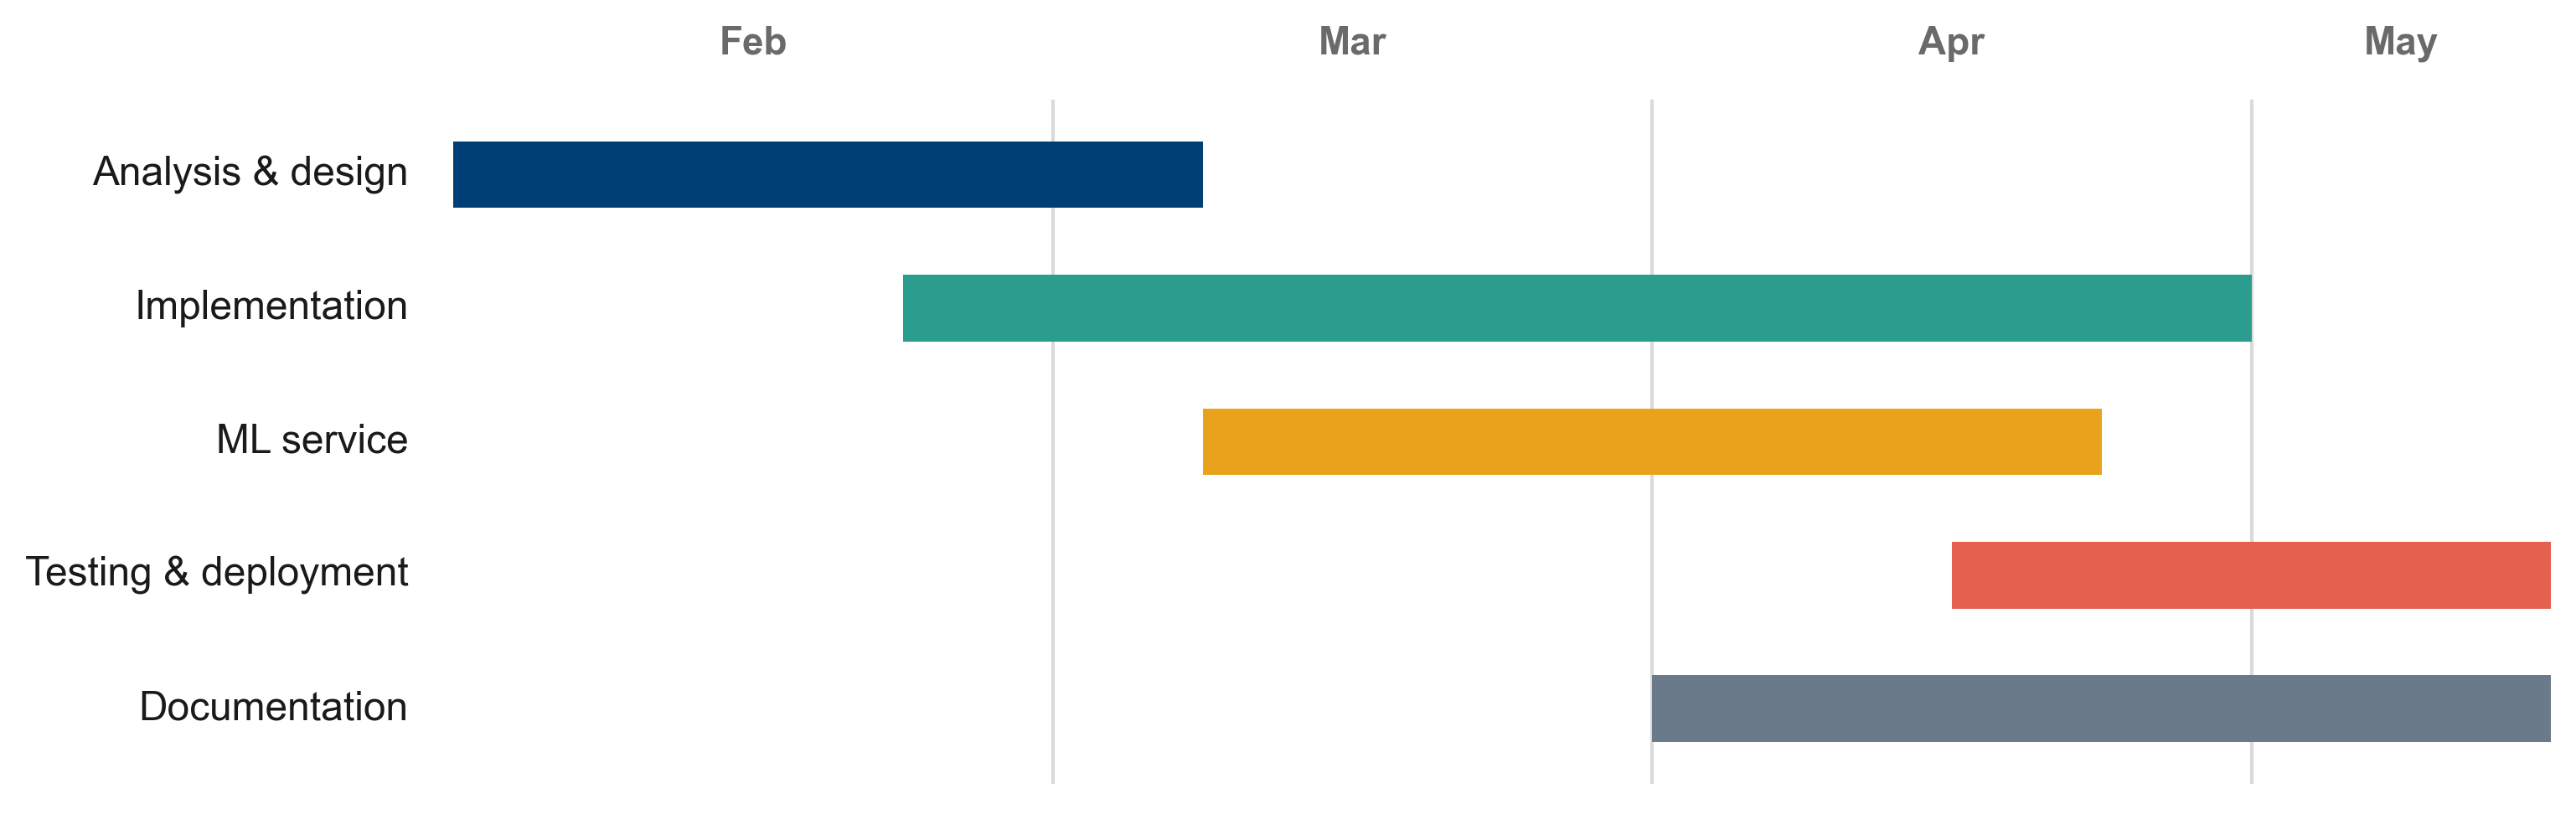 Feb Mar Apr May
Analysis & design
Implementation
ML service
Testing & deployment
Documentation